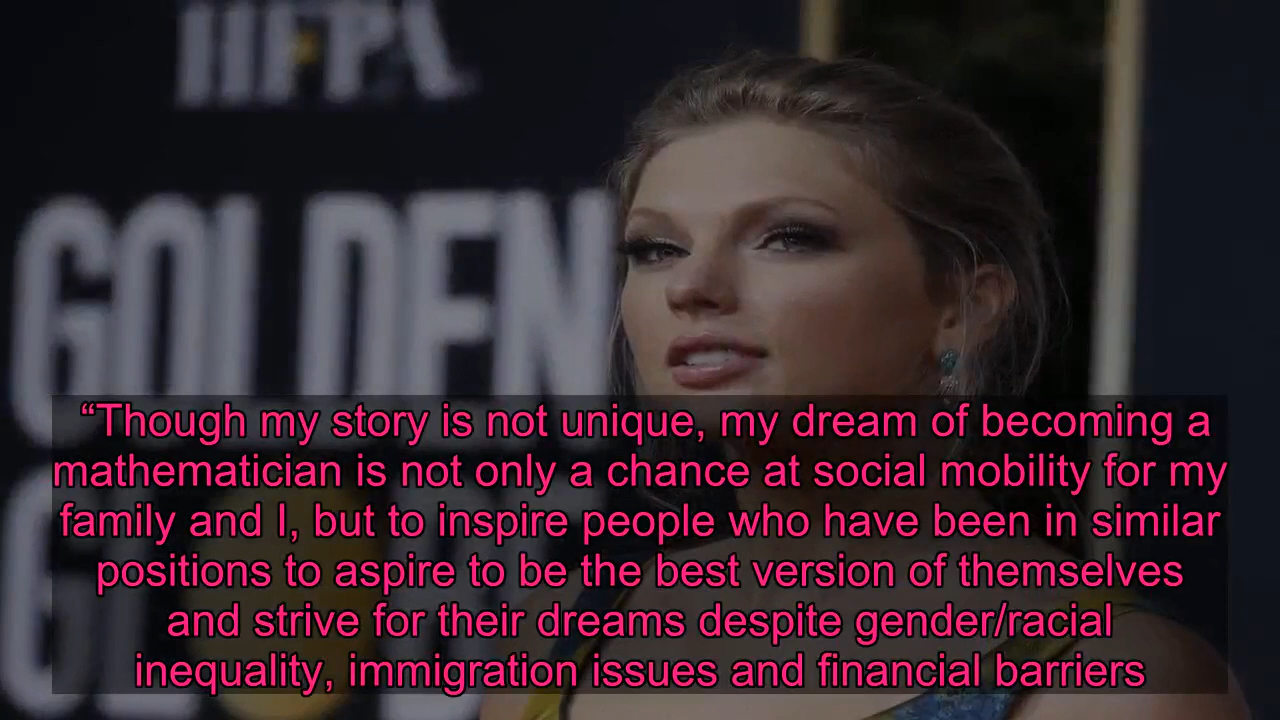 HFPA
GOLDEN
“Though my story is not unique, my dream of becoming a
mathematician is not only a chance at social mobility for my
family and I, but to inspire people who have been in similar
positions to aspire to be the best version of themselves
and strive for their dreams despite gender/racial
inequality, immigration issues and financial barriers